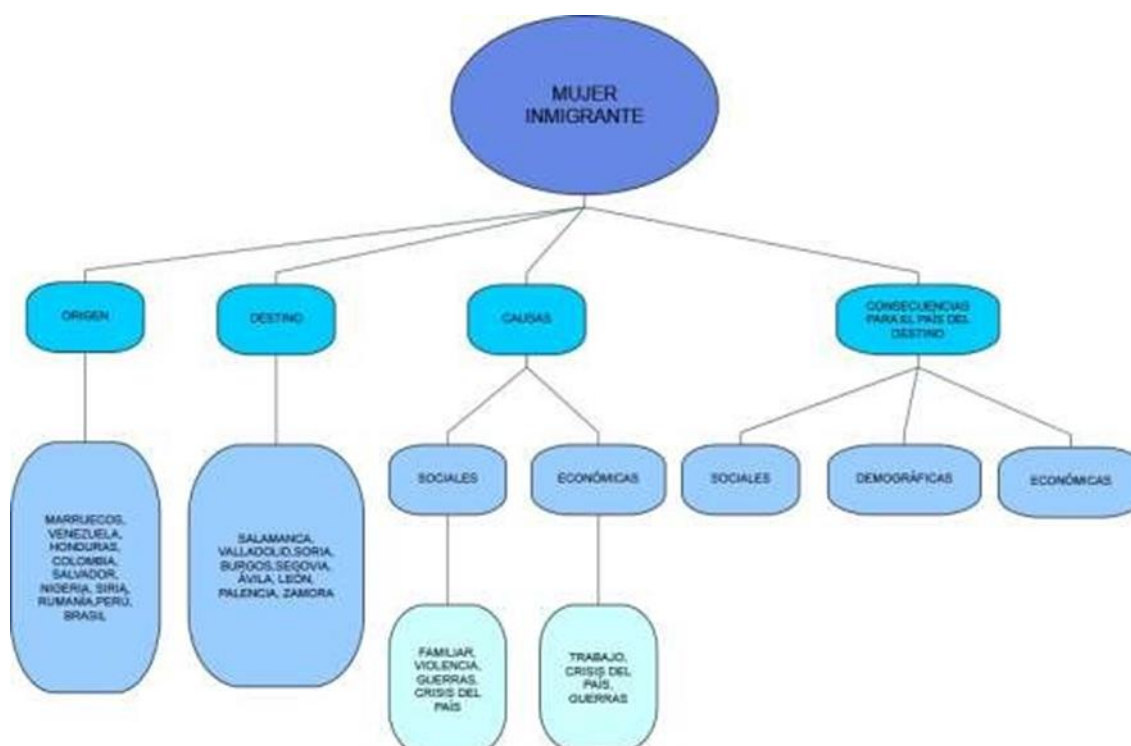 MUJER
INMIGRANTE
ORIGEN
DESTINO
CAUSAS
CONSECUENCIAS
PARA EL PAÍS DEL
DESTINO
MARRUECOS,
VENEZUELA,
HONDURAS,
COLOMBIA,
SALVADOR,
NIGERIA, SIRIA,
RUMANÍA,PERÚ,
BRASIL
SALAMANCA,
VALLADOLID,SORIA,
BURGOS,SEGOVIA,
ÁVILA, LEÓN,
PALENCIA, ZAMORA
SOCIALES
ECONÓMICAS
SOCIALES
DEMOGRÁFICAS
ECONÓMICAS
FAMILIAR,
VIOLENCIA,
GUERRAS,
CRISIS DEL
PAÍS
TRABAJO,
CRISIS DEL
PAÍS,
GUERRAS